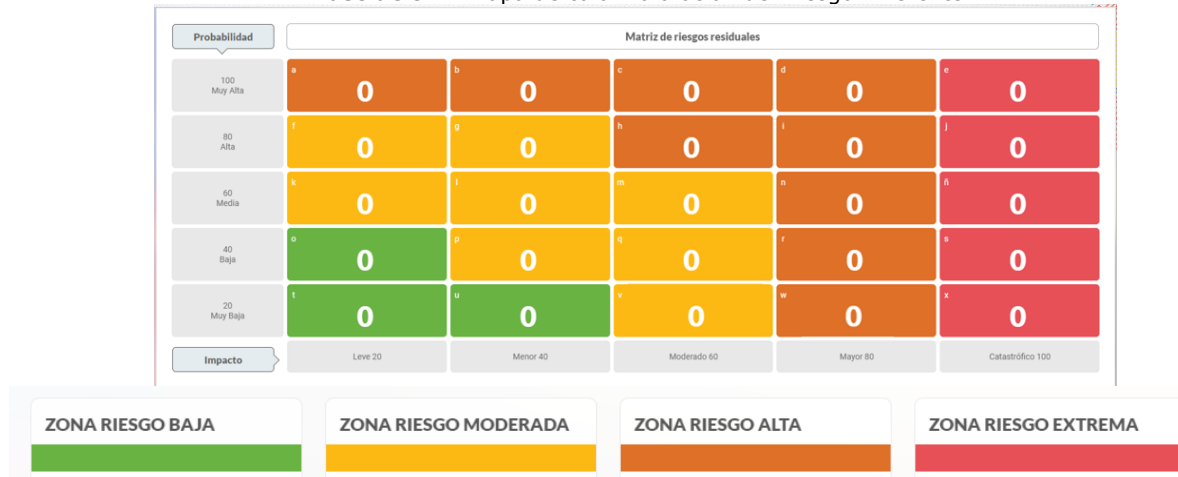 Probabilidad
Matriz de riesgos residuales
100
Muy Alta
a
0
b
0
c
0
d
0
e
0
80
Alta
f
0
g
0
h
0
i
0
j
0
60
Media
k
0
l
0
m
0
n
0
ñ
0
40
Baja
o
0
p
0
q
0
r
0
s
0
20
Muy Baja
t
0
u
0
v
0
w
0
x
0
Impacto
Leve 20
Menor 40
Moderado 60
Mayor 80
Catastrófico 100
ZONA RIESGO BAJA
ZONA RIESGO MODERADA
ZONA RIESGO ALTA
ZONA RIESGO EXTREMA